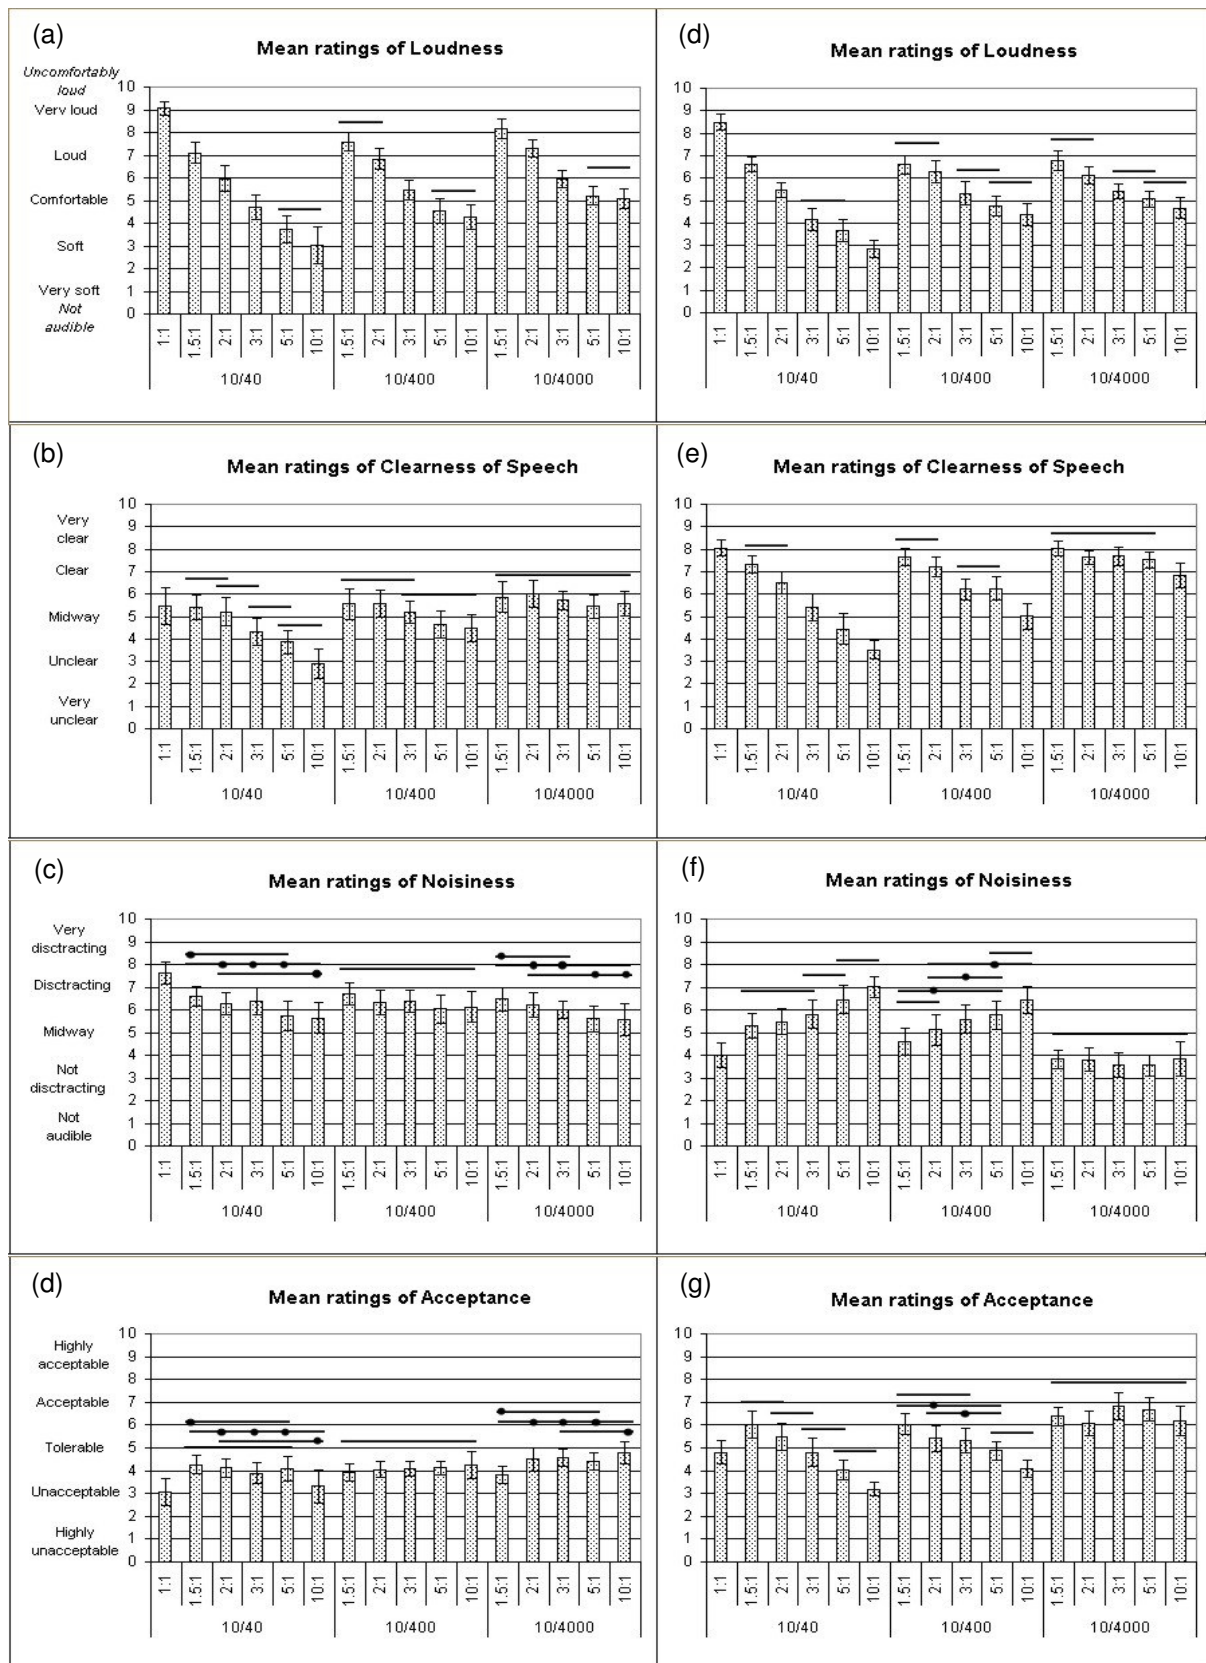 (a)
Mean ratings of Loudness
Uncomfortably
loud
Very loud
Loud
Comfortable
Soft
Very soft
Not
audible
10
9
8
7
6
5
4
3
2
1
0
1:1 1.5:1 2:1 3:1 5:1 10:1 1.5:1 2:1 3:1 5:1 10:1 1.5:1 2:1 3:1 5:1 10:1
10/40 10/400 10/4000
(d)
Mean ratings of Loudness
10
9
8
7
6
5
4
3
2
1
0
1:1 1.5:1 2:1 3:1 5:1 10:1 1.5:1 2:1 3:1 5:1 10:1 1.5:1 2:1 3:1 5:1 10:1
10/40 10/400 10/4000
(b)
Mean ratings of Clearness of Speech
Very
clear
Clear
Midway
Unclear
Very
unclear
10
9
8
7
6
5
4
3
2
1
0
1:1 1.5:1 2:1 3:1 5:1 10:1 1.5:1 2:1 3:1 5:1 10:1 1.5:1 2:1 3:1 5:1 10:1
10/40 10/400 10/4000
(e)
Mean ratings of Clearness of Speech
10
9
8
7
6
5
4
3
2
1
0
1:1 1.5:1 2:1 3:1 5:1 10:1 1.5:1 2:1 3:1 5:1 10:1 1.5:1 2:1 3:1 5:1 10:1
10/40 10/400 10/4000
(c)
Mean ratings of Noisiness
Very
disctracting
Disctracting
Midway
Not
disctracting
Not
audible
10
9
8
7
6
5
4
3
2
1
0
1:1 1.5:1 2:1 3:1 5:1 10:1 1.5:1 2:1 3:1 5:1 10:1 1.5:1 2:1 3:1 5:1 10:1
10/40 10/400 10/4000
(f)
Mean ratings of Noisiness
10
9
8
7
6
5
4
3
2
1
0
1:1 1.5:1 2:1 3:1 5:1 10:1 1.5:1 2:1 3:1 5:1 10:1 1.5:1 2:1 3:1 5:1 10:1
10/40 10/400 10/4000
(d)
Mean ratings of Acceptance
Highly
acceptable
Acceptable
Tolerable
Unacceptable
Highly
unacceptable
10
9
8
7
6
5
4
3
2
1
0
1:1 1.5:1 2:1 3:1 5:1 10:1 1.5:1 2:1 3:1 5:1 10:1 1.5:1 2:1 3:1 5:1 10:1
10/40 10/400 10/4000
(g)
Mean ratings of Acceptance
10
9
8
7
6
5
4
3
2
1
0
1:1 1.5:1 2:1 3:1 5:1 10:1 1.5:1 2:1 3:1 5:1 10:1 1.5:1 2:1 3:1 5:1 10:1
10/40 10/400 10/4000